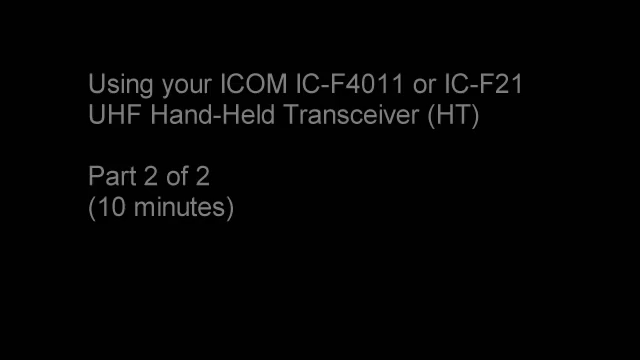 Using your ICOM IC-F4011 or IC-F21
UHF Hand-Held Transceiver (HT)
Part 2 of 2
(10 minutes)